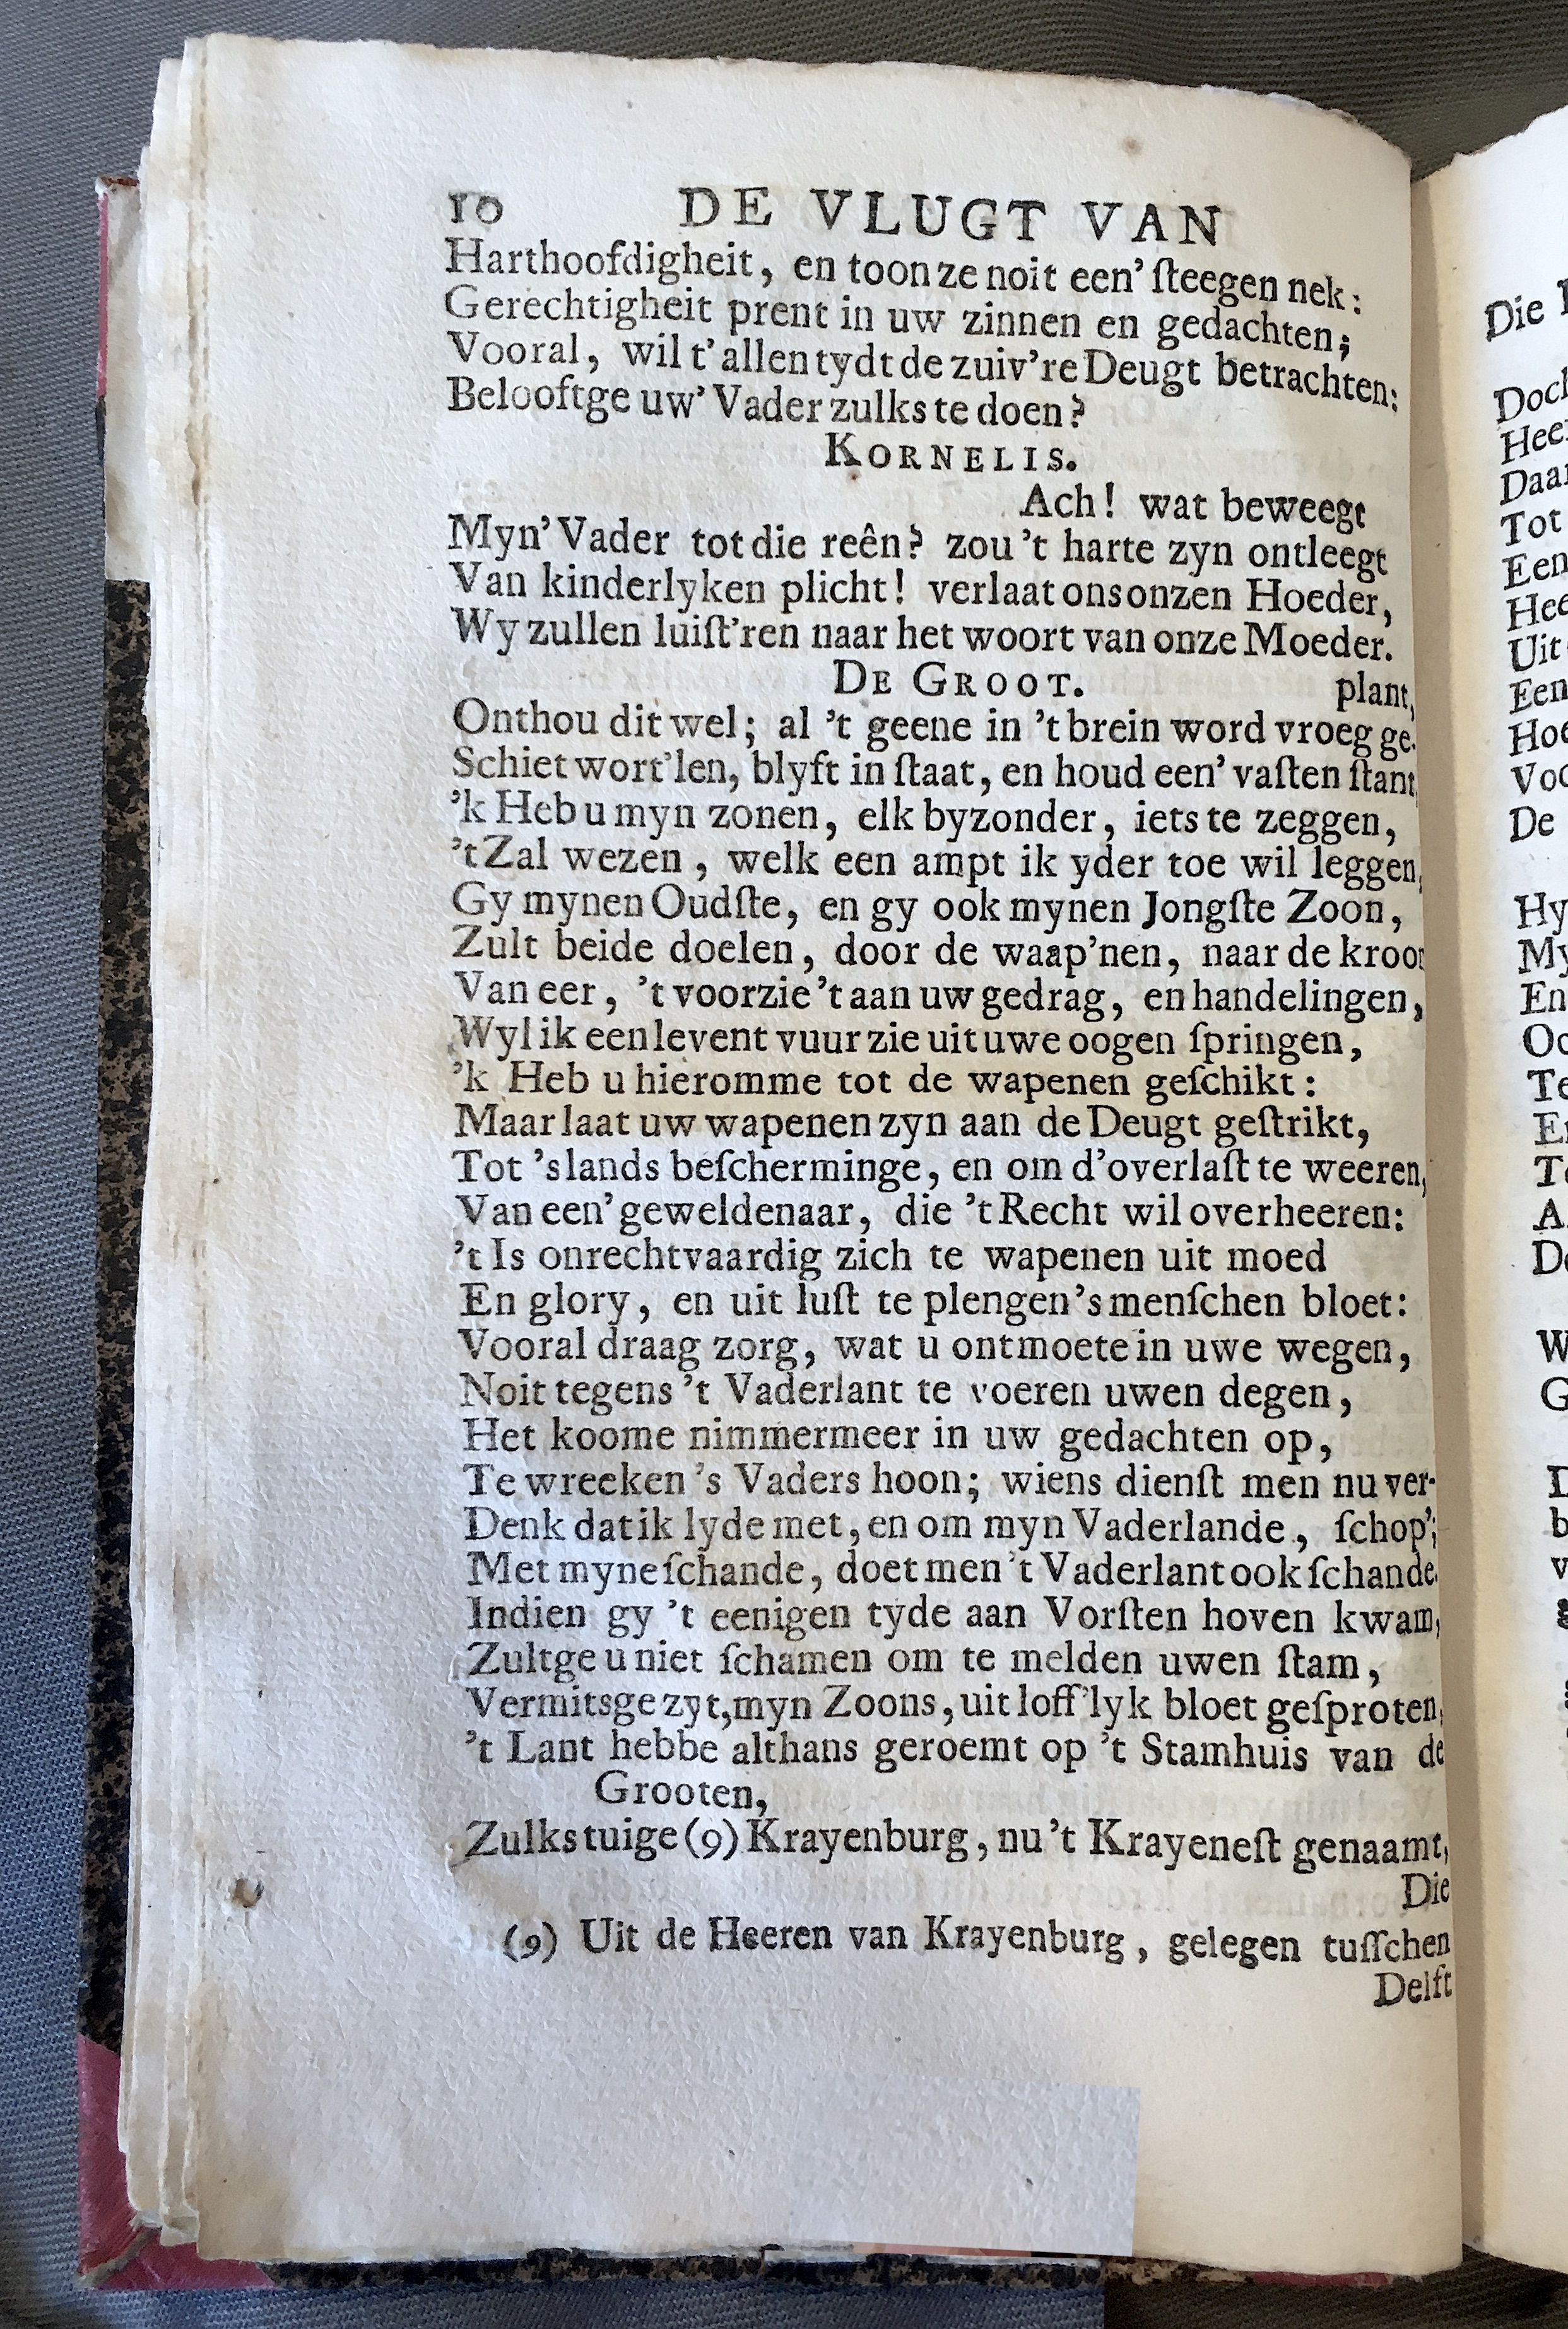 10 DE VLUGT VAN
Harthoofdigheit, en toon ze noit een' ſteegen nek:
Gerechtigheit prent in uw zinnen en gedachten;
Vooral, wil t'allen tydt de zuiv're Deugt betrachten:
Belooftge uw' Vader zulks te doen?
KORNELIS.
Ach! wat beweegt
Myn' Vader tot die reên? zou 't harte zyn ontleegt
Van kinderlyken plicht! verlaat ons onzen Hoeder,
Wy zullen luiſt'ren naar het woort van onze Moeder.
DE GROOT. plant,
Onthou dit wel; al 't geene in 't brein word vroeg ge-
Schiet wort'len, blyft in ſtaat, en houd een' vaſten ſtant
'k Heb u myn zonen, elk byzonder, iets te zeggen,
't Zal wezen, welk een ampt ik yder toe wil leggen,
Gy mynen Oudſte, en gy ook mynen Jongſte Zoon,
Zult beide doelen, door de waap'nen, naar de kroon
Van eer, 't voorzie 't aan uw gedrag, en handelingen,
Wyl ik een levent vuur zie uit uwe oogen ſpringen,
'k Heb u hieromme tot de wapenen geſchikt:
Maar laat uw wapenen zyn aan de Deugt geſtrikt,
Tot 's lands beſcherminge, en om d'overlaſt te weeren,
Van een' geweldenaar, die 't Recht wil overheeren:
't Is onrechtvaardig zich te wapenen uit moed
En glory, en uit luſt te plengen 's menſchen bloet:
Vooral draag zorg, wat u ontmoete in uwe wegen,
Noit tegens 't Vaderlant te voeren uwen degen,
Het koome nimmermeer in uw gedachten op,
Te wreeken 's Vaders hoon; wiens dienſt men nu ver-
Denk dat ik lyde met, en om myn Vaderlande, ſchop';
Met myne ſchande, doet men 't Vaderlant ook ſchande.
Indien gy 't eenigen tyde aan Vorſten hoven kwam,
Zultge u niet ſchamen om te melden uwen ſtam,
Vermitsge zyt, myn Zoons, uit loff'lyk bloet geſproten,
't Lant hebbe althans geroemt op 't Stamhuis van de
Grooten,
Zulks tuige (9) Krayenburg, nu 't Krayeneſt genaamt,
Die
(9) Uit de Heeren van Krayenburg, gelegen tuſſchen
Delft
Die
Hee
Daa
Tot
Een
Hee
Uit
Een
Hoe
De
Hy
My
En